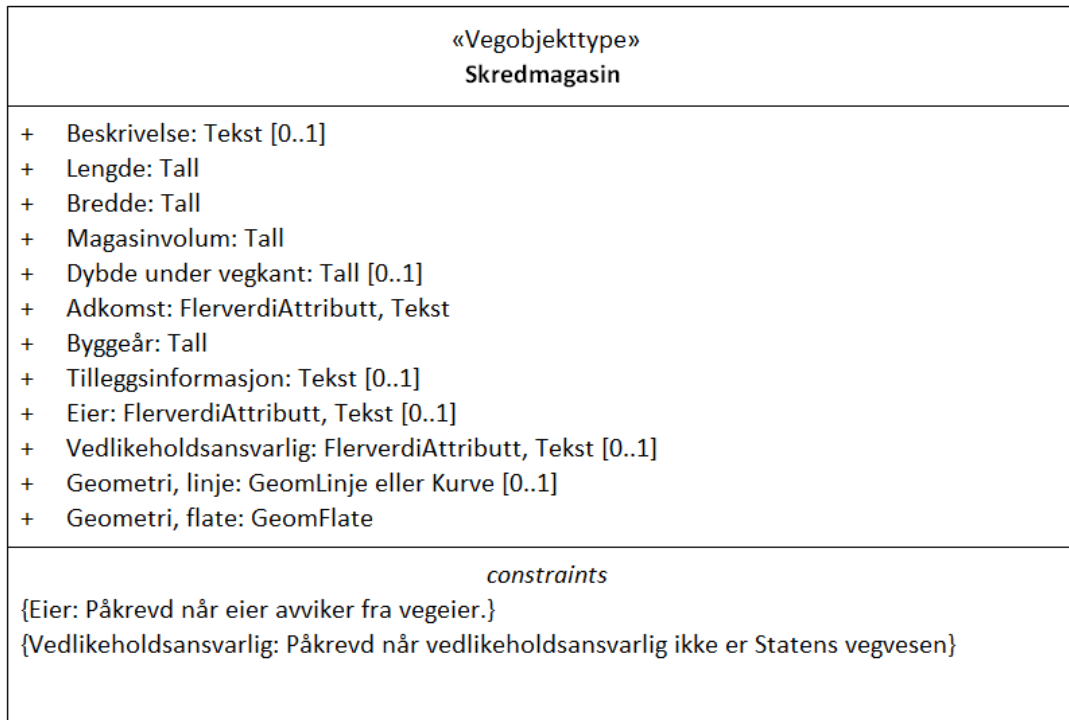 «Vegobjekttype»
Skredmagasin
+ Beskrivelse: Tekst [0..1]
+ Lengde: Tall
+ Bredde: Tall
+ Magasinvolum: Tall
+ Dybde under vegkant: Tall [0..1]
+ Adkomst: FlerverdiAttributt, Tekst
+ Byggeår: Tall
+ Tilleggsinformasjon: Tekst [0..1]
+ Eier: FlerverdiAttributt, Tekst [0..1]
+ Vedlikeholdsansvarlig: FlerverdiAttributt, Tekst [0..1]
+ Geometri, linje: GeomLinje eller Kurve [0..1]
+ Geometri, flate: GeomFlate
constraints
{Eier: Påkrevd når eier avviker fra vegeier.}
{Vedlikeholdsansvarlig: Påkrevd når vedlikeholdsansvarlig ikke er Statens vegvesen}